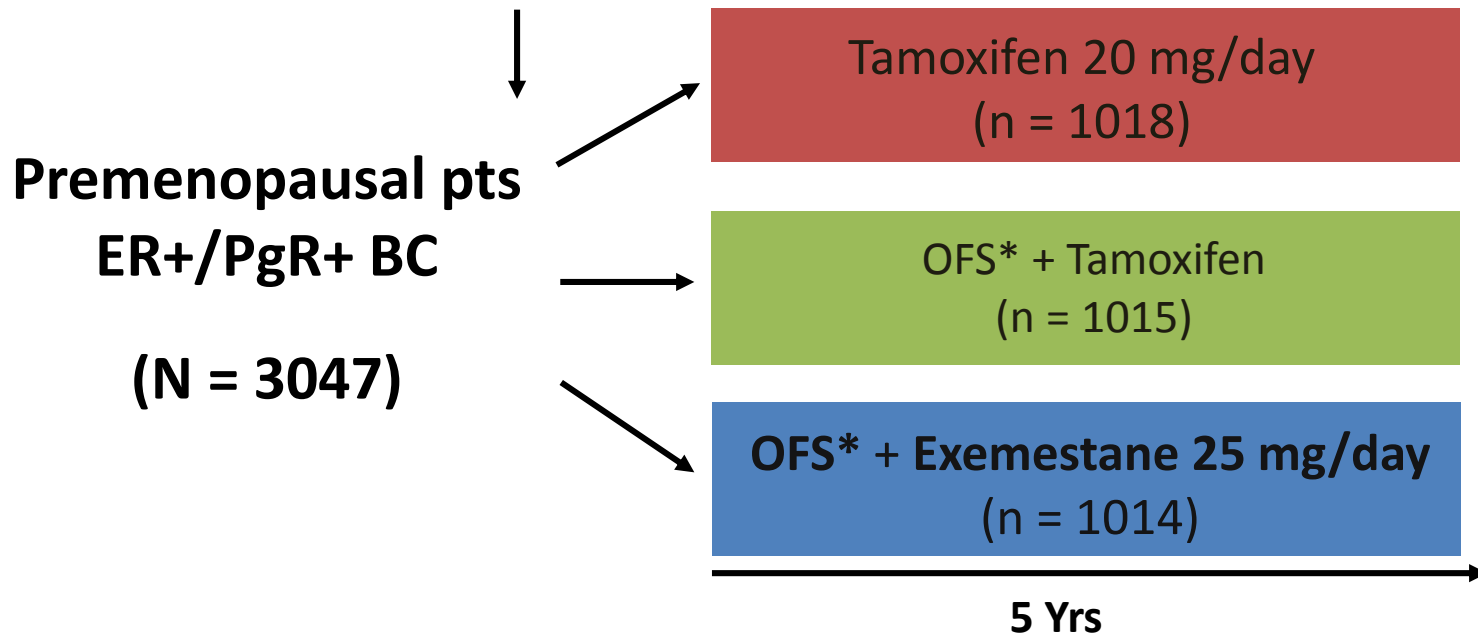 Premenopausal pts
ER+/PgR+ BC
(N = 3047)
Tamoxifen 20 mg/day
(n = 1018)
OFS* + Tamoxifen
(n = 1015)
OFS* + Exemestane 25 mg/day
(n = 1014)
5 Yrs